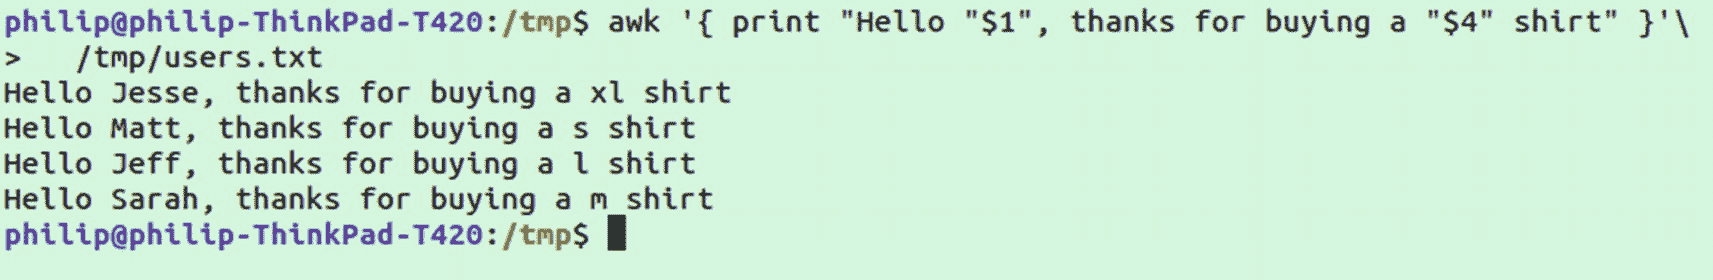 philip@philip-ThinkPad-T420:/tmp$ awk '{ print "Hello "$1", thanks for buying a "$4" shirt" }'\
>   /tmp/users.txt
Hello Jesse, thanks for buying a xl shirt
Hello Matt, thanks for buying a s shirt
Hello Jeff, thanks for buying a l shirt
Hello Sarah, thanks for buying a m shirt
philip@philip-ThinkPad-T420:/tmp$